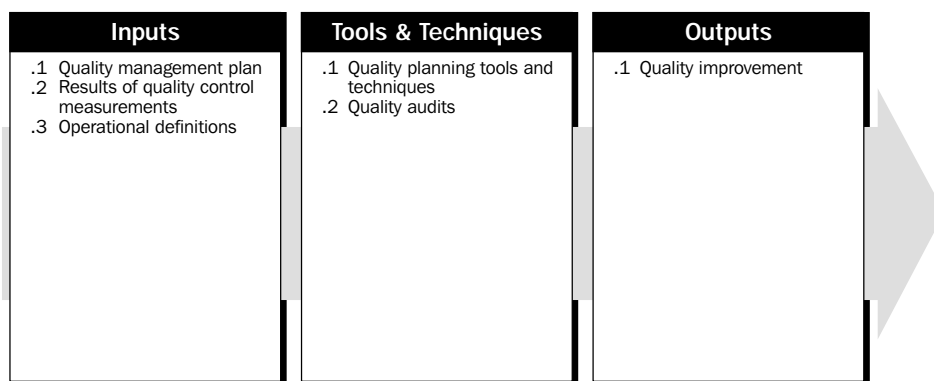 Inputs
.1 Quality management plan
.2 Results of quality control
measurements
.3 Operational definitions
Tools & Techniques
.1 Quality planning tools and
techniques
.2 Quality audits
Outputs
.1 Quality improvement